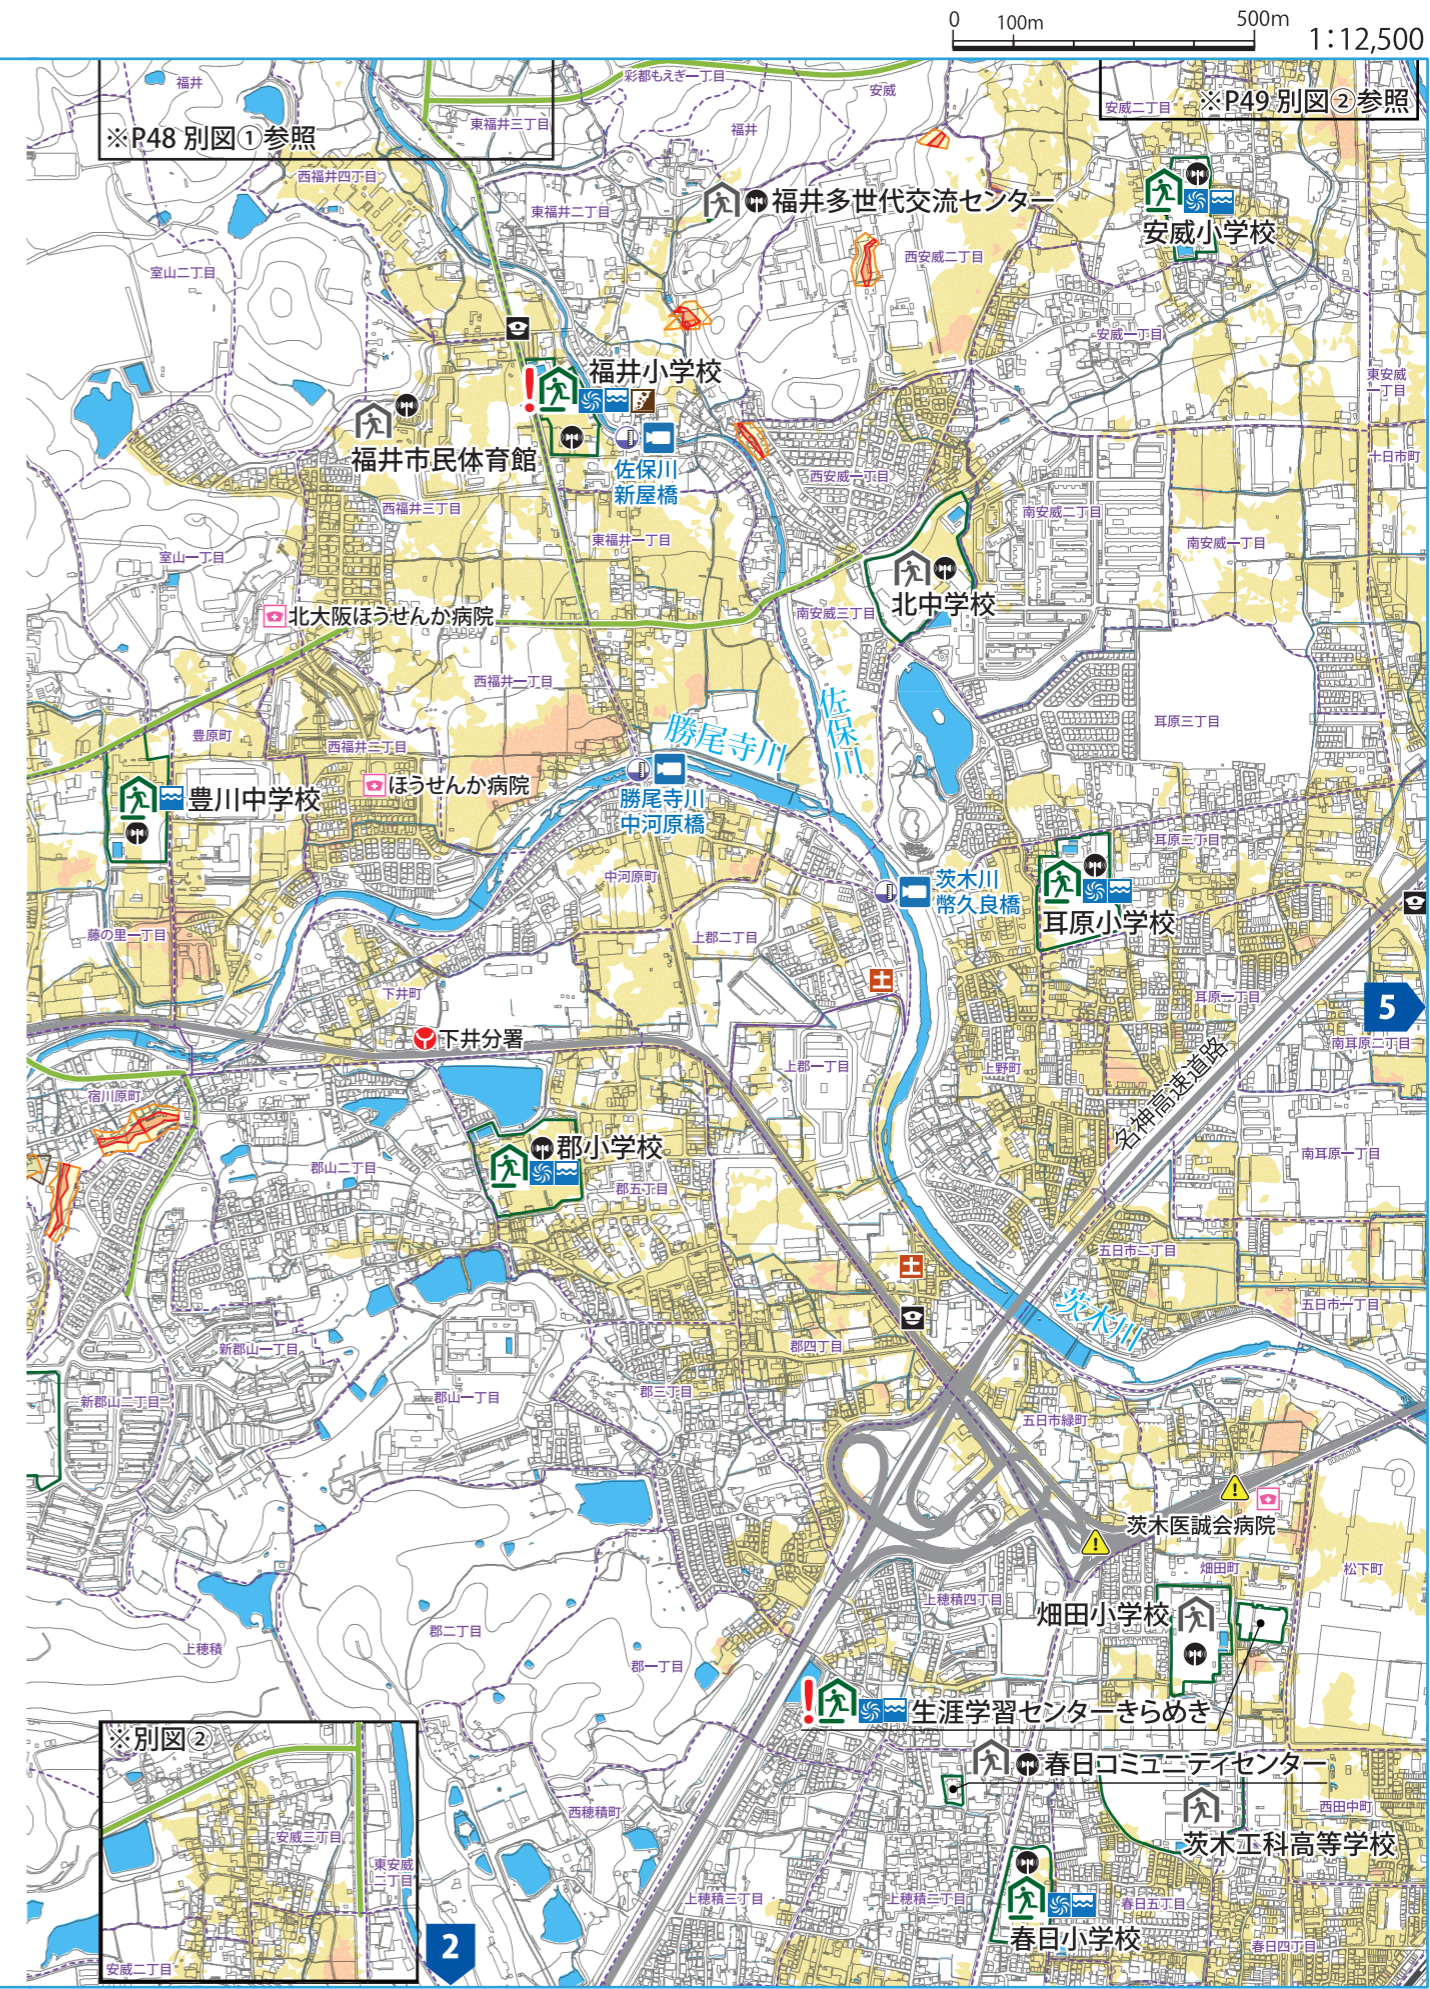 0 100m 500m
1：12,500
福井
※P48 別図①参照
彩都もえぎ一丁目
東福井三丁目
安威
福井
安威二丁目
※P49 別図②参照
西福井四丁目
東福井二丁目
福井多世代交流センター
安威小学校
室山二丁目
西安威二丁目
安威一丁目
東安威
一丁目
福井小学校
福井市民体育館
佐保川
新屋橋
西安威一丁目
十日市町
西福井三丁目
東福井一丁目
南安威二丁目
南安威一丁目
室山一丁目
北中学校
南安威三丁目
北大阪ほうせんか病院
西福井一丁目
佐保川
勝尾寺川
耳原三丁目
豊原町
西福井二丁目
ほうせんか病院
豊川中学校
勝尾寺川
中河原橋
中河原町
耳原二丁目
茨木川
幣久良橋
耳原小学校
藤の里一丁目
上郡二丁目
下井町
耳原一丁目
5
下井分署
南耳原二丁目
上郡一丁目
上野町
名神高速道路
宿川原町
郡小学校
郡山二丁目
郡五丁目
南耳原一丁目
五日市二丁目
茨木川
五日市一丁目
新郡山一丁目
郡四丁目
新郡山二丁目
郡山一丁目
郡三丁目
五日市緑町
茨木医誠会病院
畑田町
松下町
上穂積四丁目
畑田小学校
上穂積
郡二丁目
郡一丁目
生涯学習センターきらめき
※別図②
春日コミュニティセンター
西穂積町
西田中町
茨木工科高等学校
安威三丁目
東安威
二丁目
上穂積三丁目
上穂積二丁目
春日五丁目
春日小学校
春日四丁目
2
安威二丁目